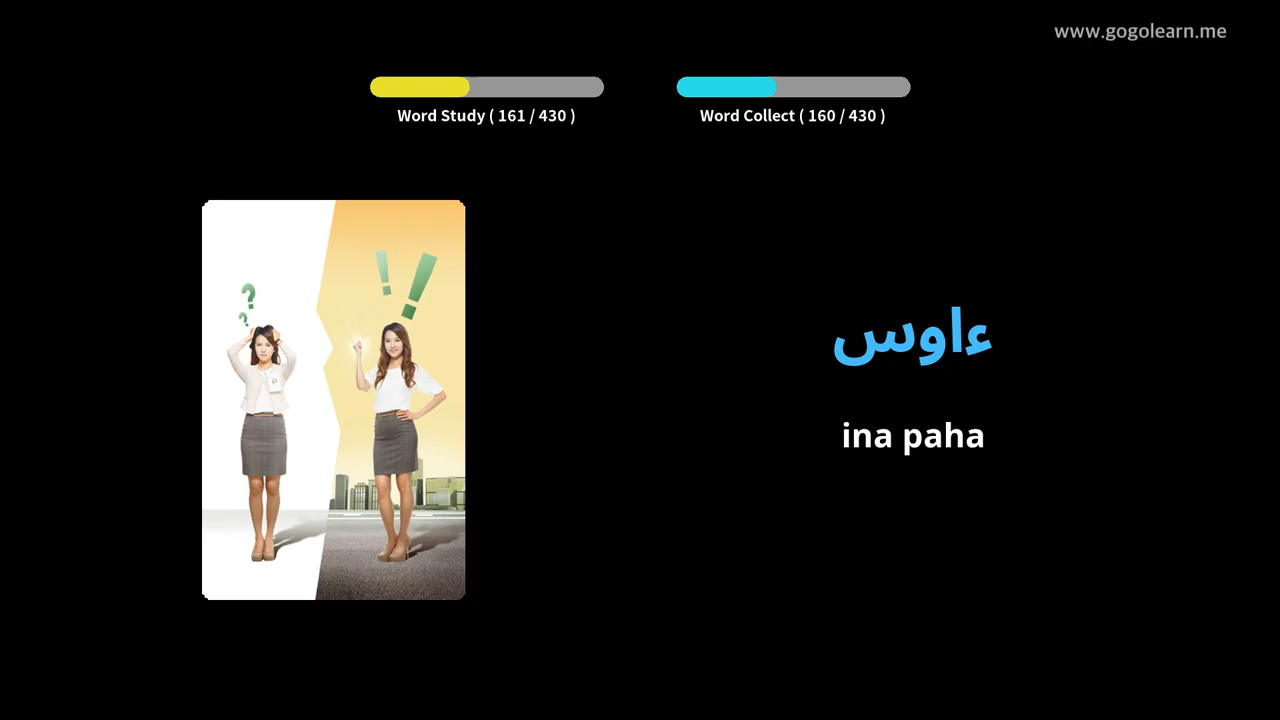 www.gogolearn.me
Word Study ( 161 / 430 )
Word Collect ( 160 / 430 )
?
?
! !
ءاوس
ina paha